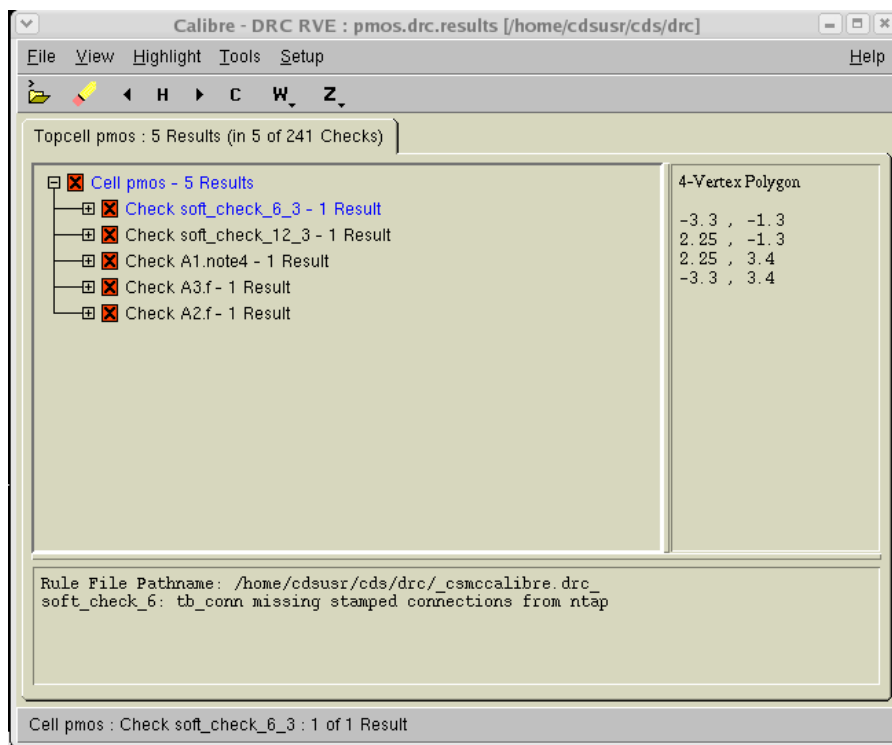 Calibre - DRC RVE : pmos.drc.results [/home/cdsusr/cds/drc]
File View Highlight Tools Setup Help
H C W Z
Topcell pmos : 5 Results (in 5 of 241 Checks)
Cell pmos - 5 Results
Check soft_check_6_3 - 1 Result
Check soft_check_12_3 - 1 Result
Check A1.note4 - 1 Result
Check A3.f - 1 Result
Check A2.f - 1 Result
4-Vertex Polygon
-3.3 , -1.3
2.25 , -1.3
2.25 , 3.4
-3.3 , 3.4
Rule File Pathname: /home/cdsusr/cds/drc/_csmccalibre.drc_
soft_check_6: tb_conn missing stamped connections from ntap
Cell pmos : Check soft_check_6_3 : 1 of 1 Result